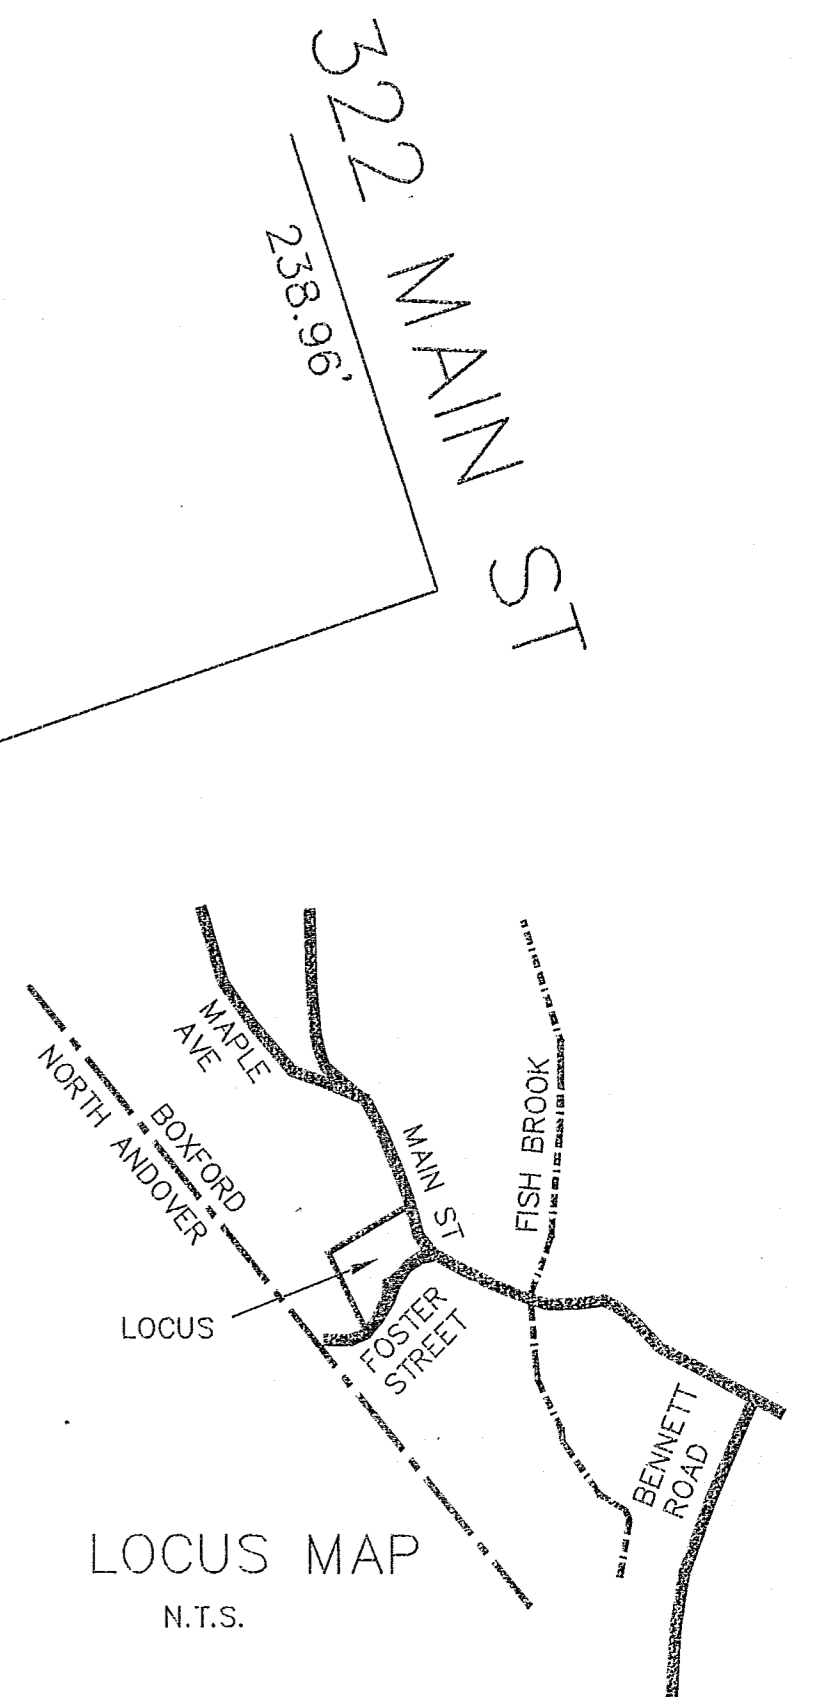 322 MAIN ST
238.96'
MAPLE
AVE
BOXFORD
NORTH ANDOVER
MAIN ST
FISH BROOK
LOCUS
FOSTER
STREET
BENNETT
ROAD
LOCUS MAP
N.T.S.